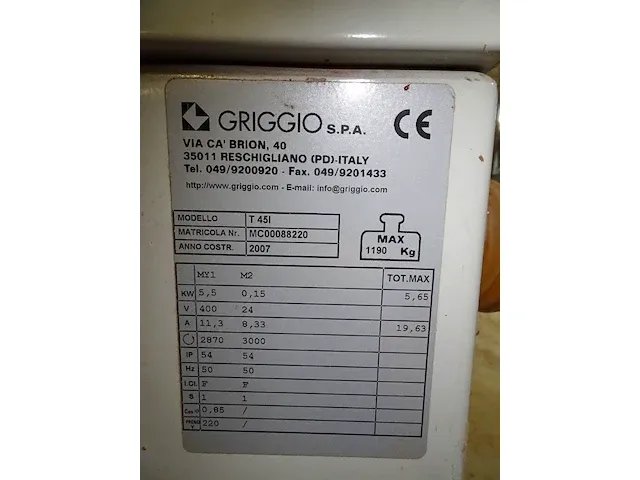 GRIGGIO S.P.A. CE
VIA CA' BRION, 40
35011 RESCHIGLIANO (PD)-ITALY
Tel. 049/9200920 - Fax. 049/9201433
http://www.griggio.com - E-mail: info@griggio.com
MODELLO T 45I
MATRICOLA Nr. MC00088220
ANNO COSTR. 2007
MAX
1190 Kg
MY1 M2 TOT.MAX
KW 5,5 0,15 5,65
V 400 24
A 11,3 8,33 19,63
2870 3000
IP 54 54
Hz 50 50
I.Cl. F F
S 1 1
Cos φ 0,85 /
FRENO V 220 /